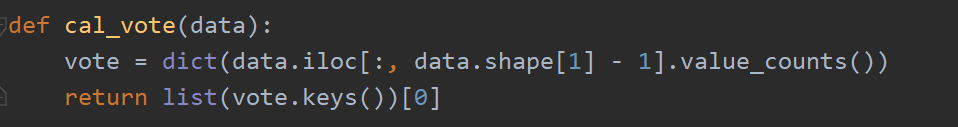 def cal_vote(data):
    vote = dict(data.iloc[:, data.shape[1] - 1].value_counts())
    return list(vote.keys())[0]